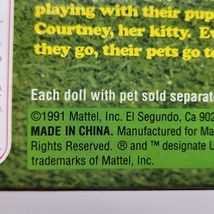 playing with their pup
Courtney, her kitty. Ev
they go, their pets go ta
Each doll with pet sold separat
©1991 Mattel, Inc. El Segundo, Ca 902
MADE IN CHINA. Manufactured for Ma
Rights Reserved. ® and ™ designate U
trademarks of Mattel, Inc.